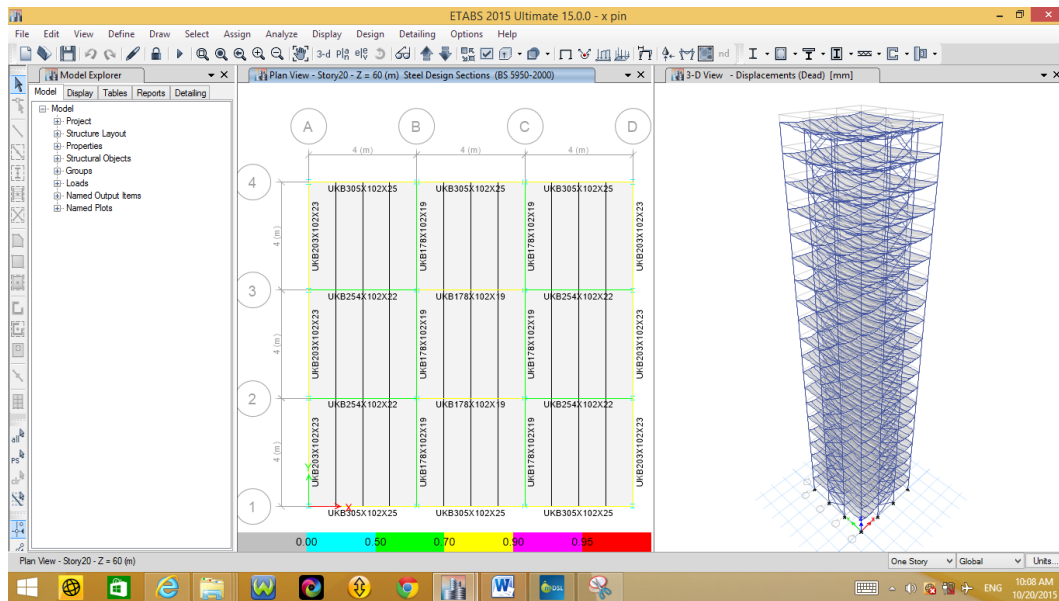 ETABS 2015 Ultimate 15.0.0 - x pin
File Edit View Define Draw Select Assign Analyze Display Design Detailing Options Help
3-d nd
Model Explorer
Model Display Tables Reports Detailing
Model
Project
Structure Layout
Properties
Structural Objects
Groups
Loads
Named Output Items
Named Plots
all
PS
Plan View - Story20 - Z = 60 (m) Steel Design Sections (BS 5950-2000)
A B C D
4 (m) 4 (m) 4 (m)
4
UKB305X102X25 UKB305X102X25 UKB305X102X25
4 (m)
UKB203X102X23 UKB178X102X19 UKB178X102X19 UKB203X102X23
3
UKB254X102X22 UKB178X102X19 UKB254X102X22
4 (m)
UKB203X102X23 UKB178X102X19 UKB178X102X19 UKB203X102X23
2
UKB254X102X22 UKB178X102X19 UKB254X102X22
4 (m)
UKB203X102X23 UKB178X102X19 UKB178X102X19 UKB203X102X23
Y
X
1
UKB305X102X25 UKB305X102X25 UKB305X102X25
0.00 0.50 0.70 0.90 0.95
3-D View - Displacements (Dead) [mm]
Plan View - Story20 - Z = 60 (m)
One Story Global Units...
DSL
ENG
10:08 AM
10/20/2015